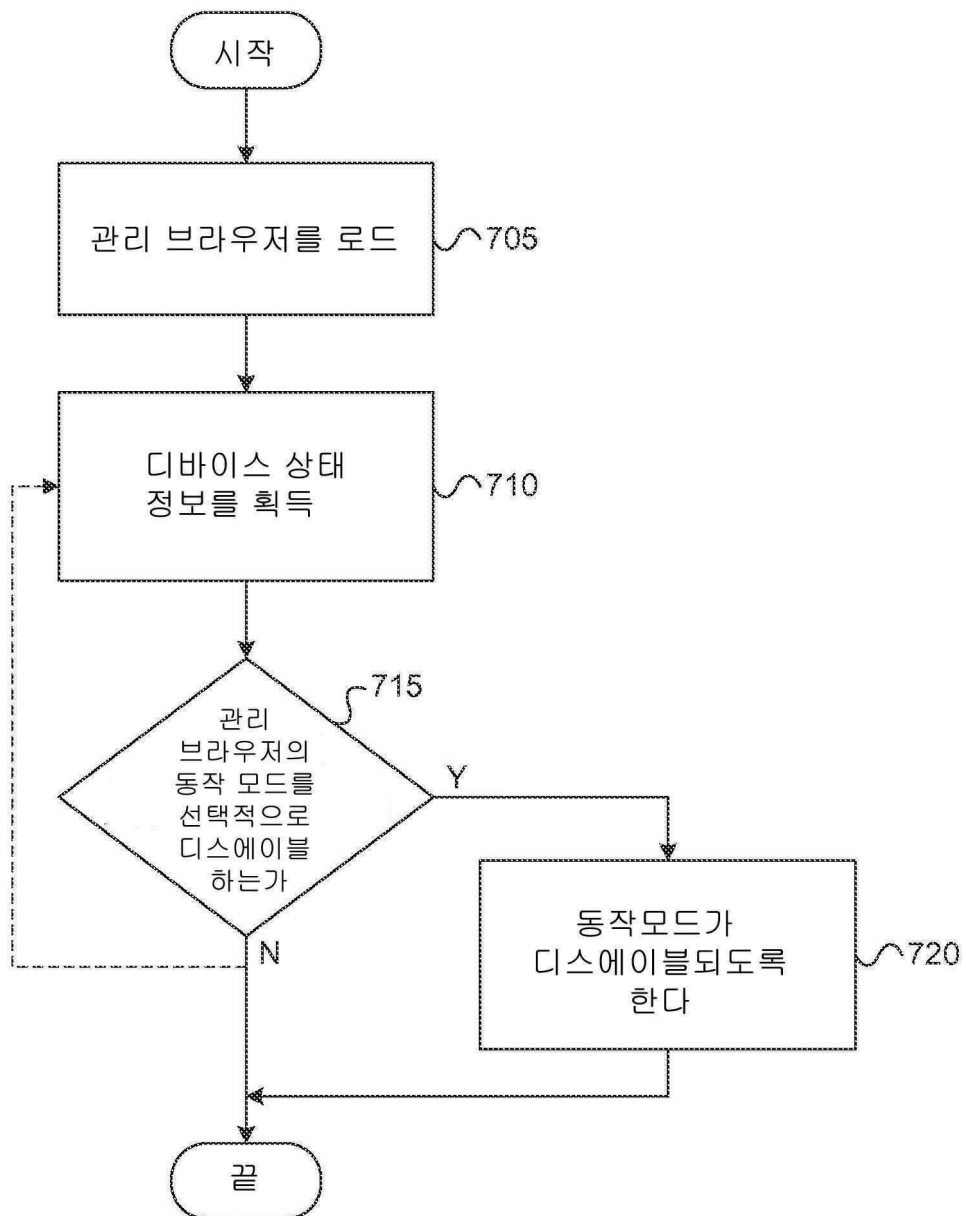 시작
관리 브라우저를 로드
705
디바이스 상태
정보를 획득
710
715
관리
브라우저의
동작 모드를
선택적으로
디스에이블
하는가
Y
N
동작모드가
디스에이블되도록
한다
720
끝